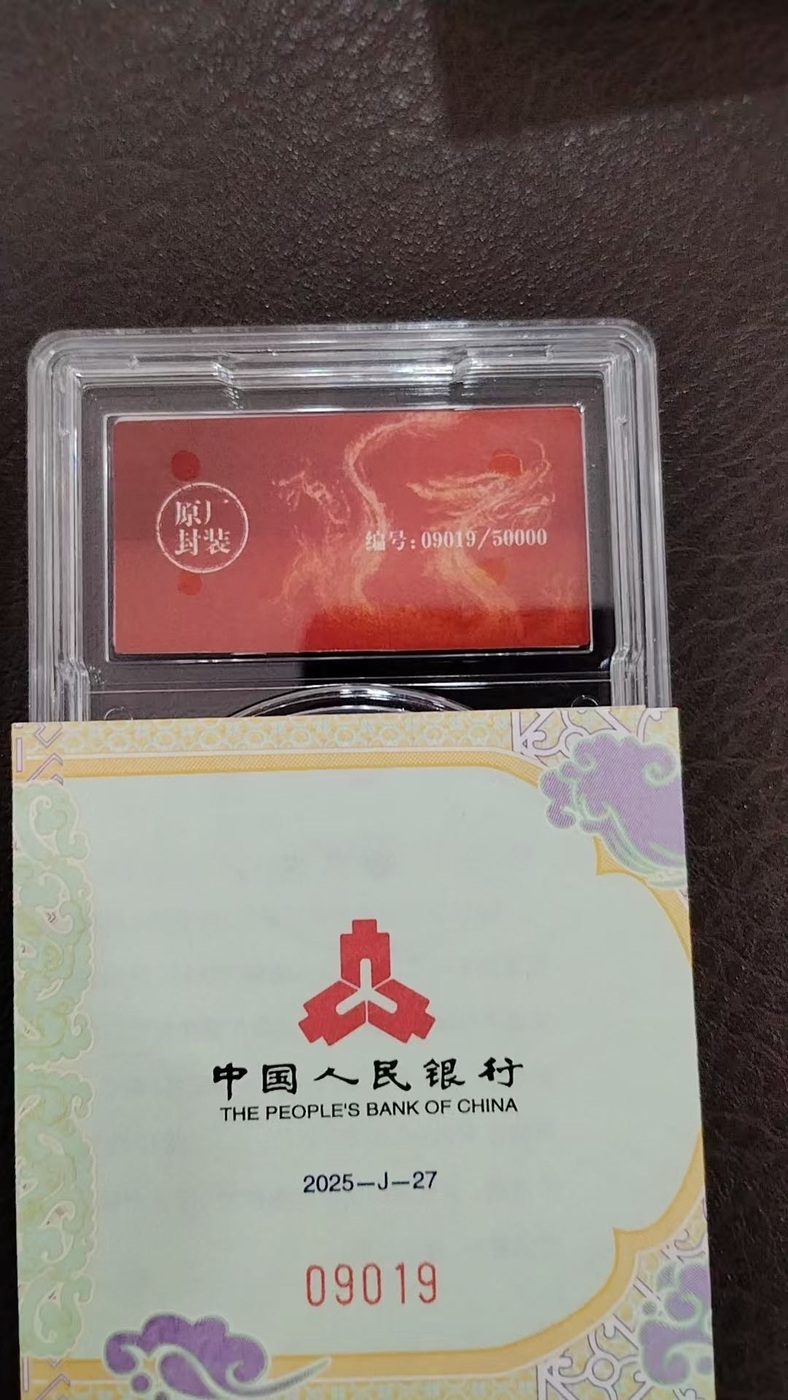 原厂
封装
编号:09019/50000
中国人民银行
THE PEOPLE'S BANK OF CHINA
2025—J—27
09019